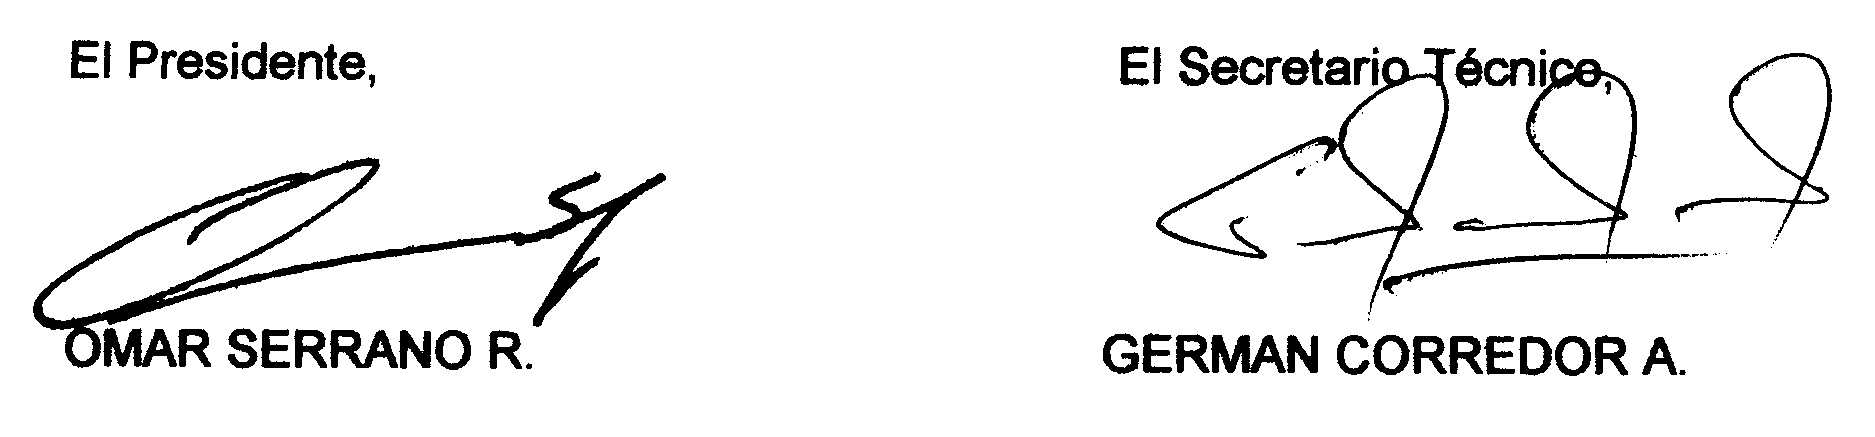 El Presidente,
OMAR SERRANO R.
El Secretario Técnico,
GERMAN CORREDOR A.